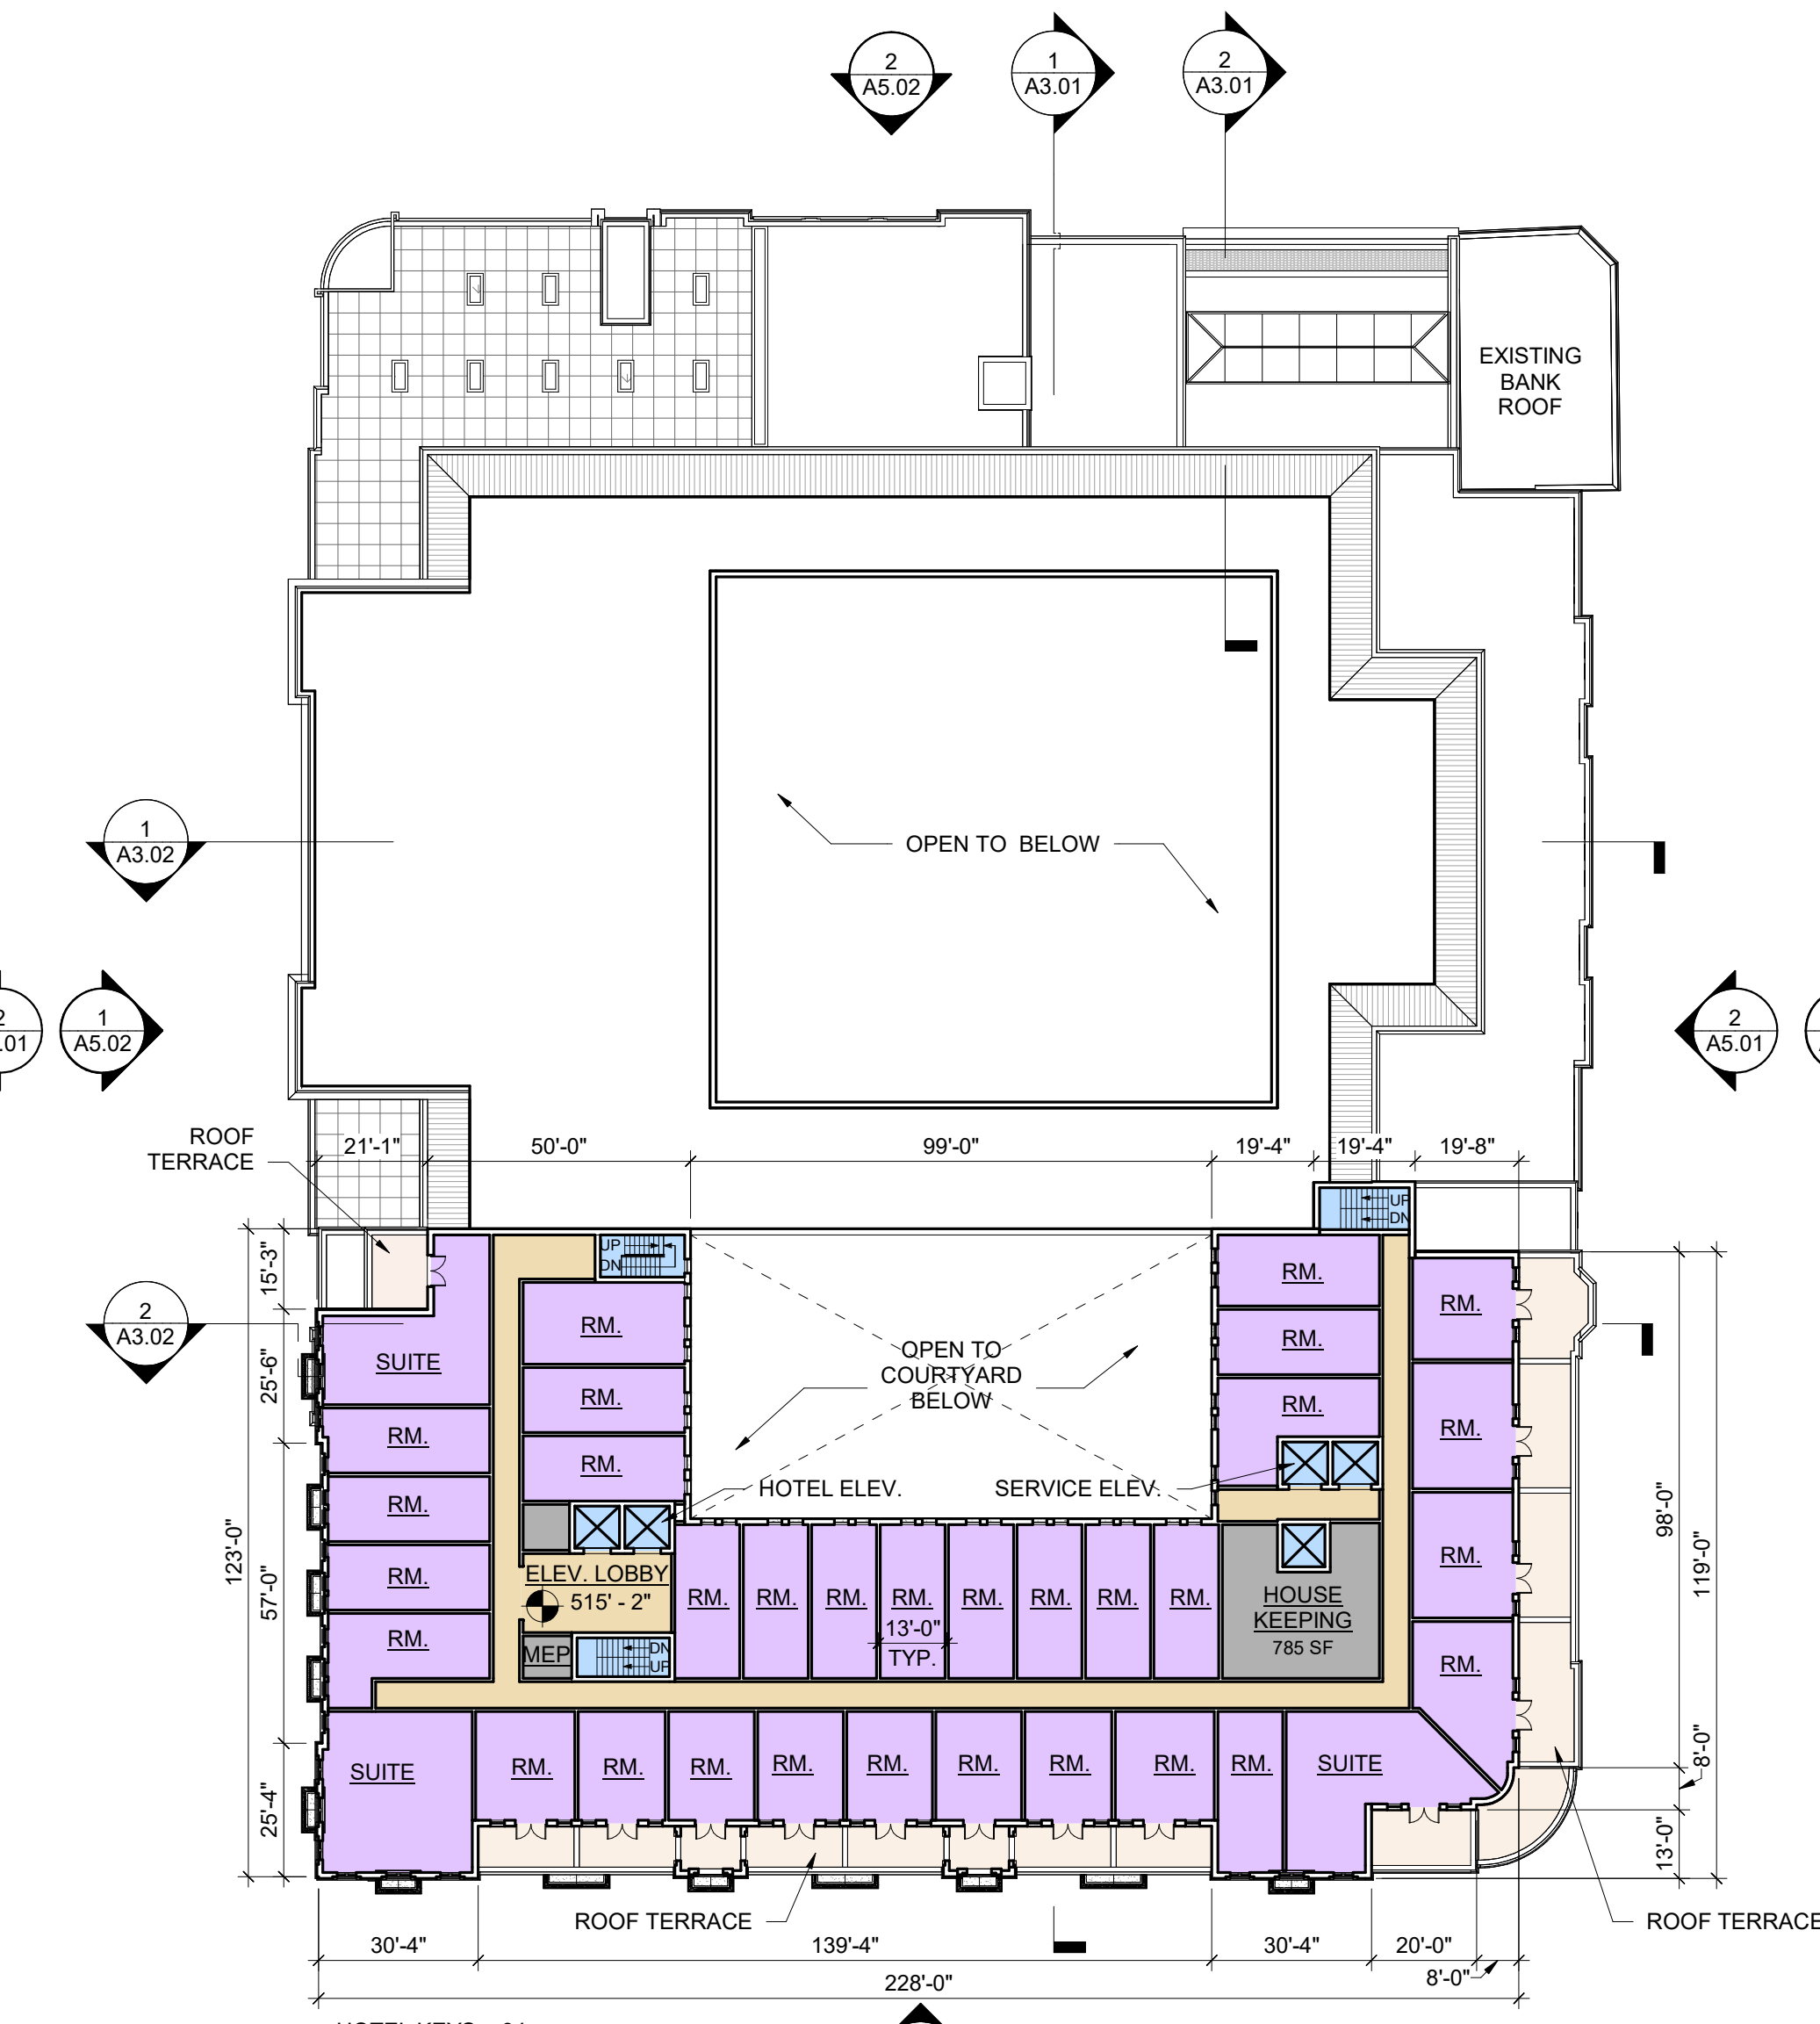 2
A5.02
1
A3.01
2
A3.01
EXISTING
BANK
ROOF
OPEN TO BELOW
1
A3.02
2
.01
1
A5.02
2
A5.01
ROOF
TERRACE
21'-1"
50'-0"
99'-0"
19'-4"
19'-4"
19'-8"
UP
DN
UP
DN
15'-3"
RM.
RM.
RM.
2
A3.02
25'-6"
SUITE
RM.
RM.
OPEN TO
COURTYARD
BELOW
RM.
RM.
RM.
RM.
RM.
HOTEL ELEV.
SERVICE ELEV.
RM.
123'-0"
57'-0"
98'-0"
119'-0"
RM.
ELEV. LOBBY
515' - 2"
RM.
RM.
RM.
RM.
RM.
RM.
RM.
RM.
13'-0"
TYP.
HOUSE
KEEPING
785 SF
RM.
RM.
MEP
DN
UP
RM.
25'-4"
SUITE
RM.
RM.
RM.
RM.
RM.
RM.
RM.
RM.
RM.
SUITE
8'-0"
13'-0"
ROOF TERRACE
ROOF TERRACE
30'-4"
139'-4"
30'-4"
20'-0"
8'-0"
228'-0"